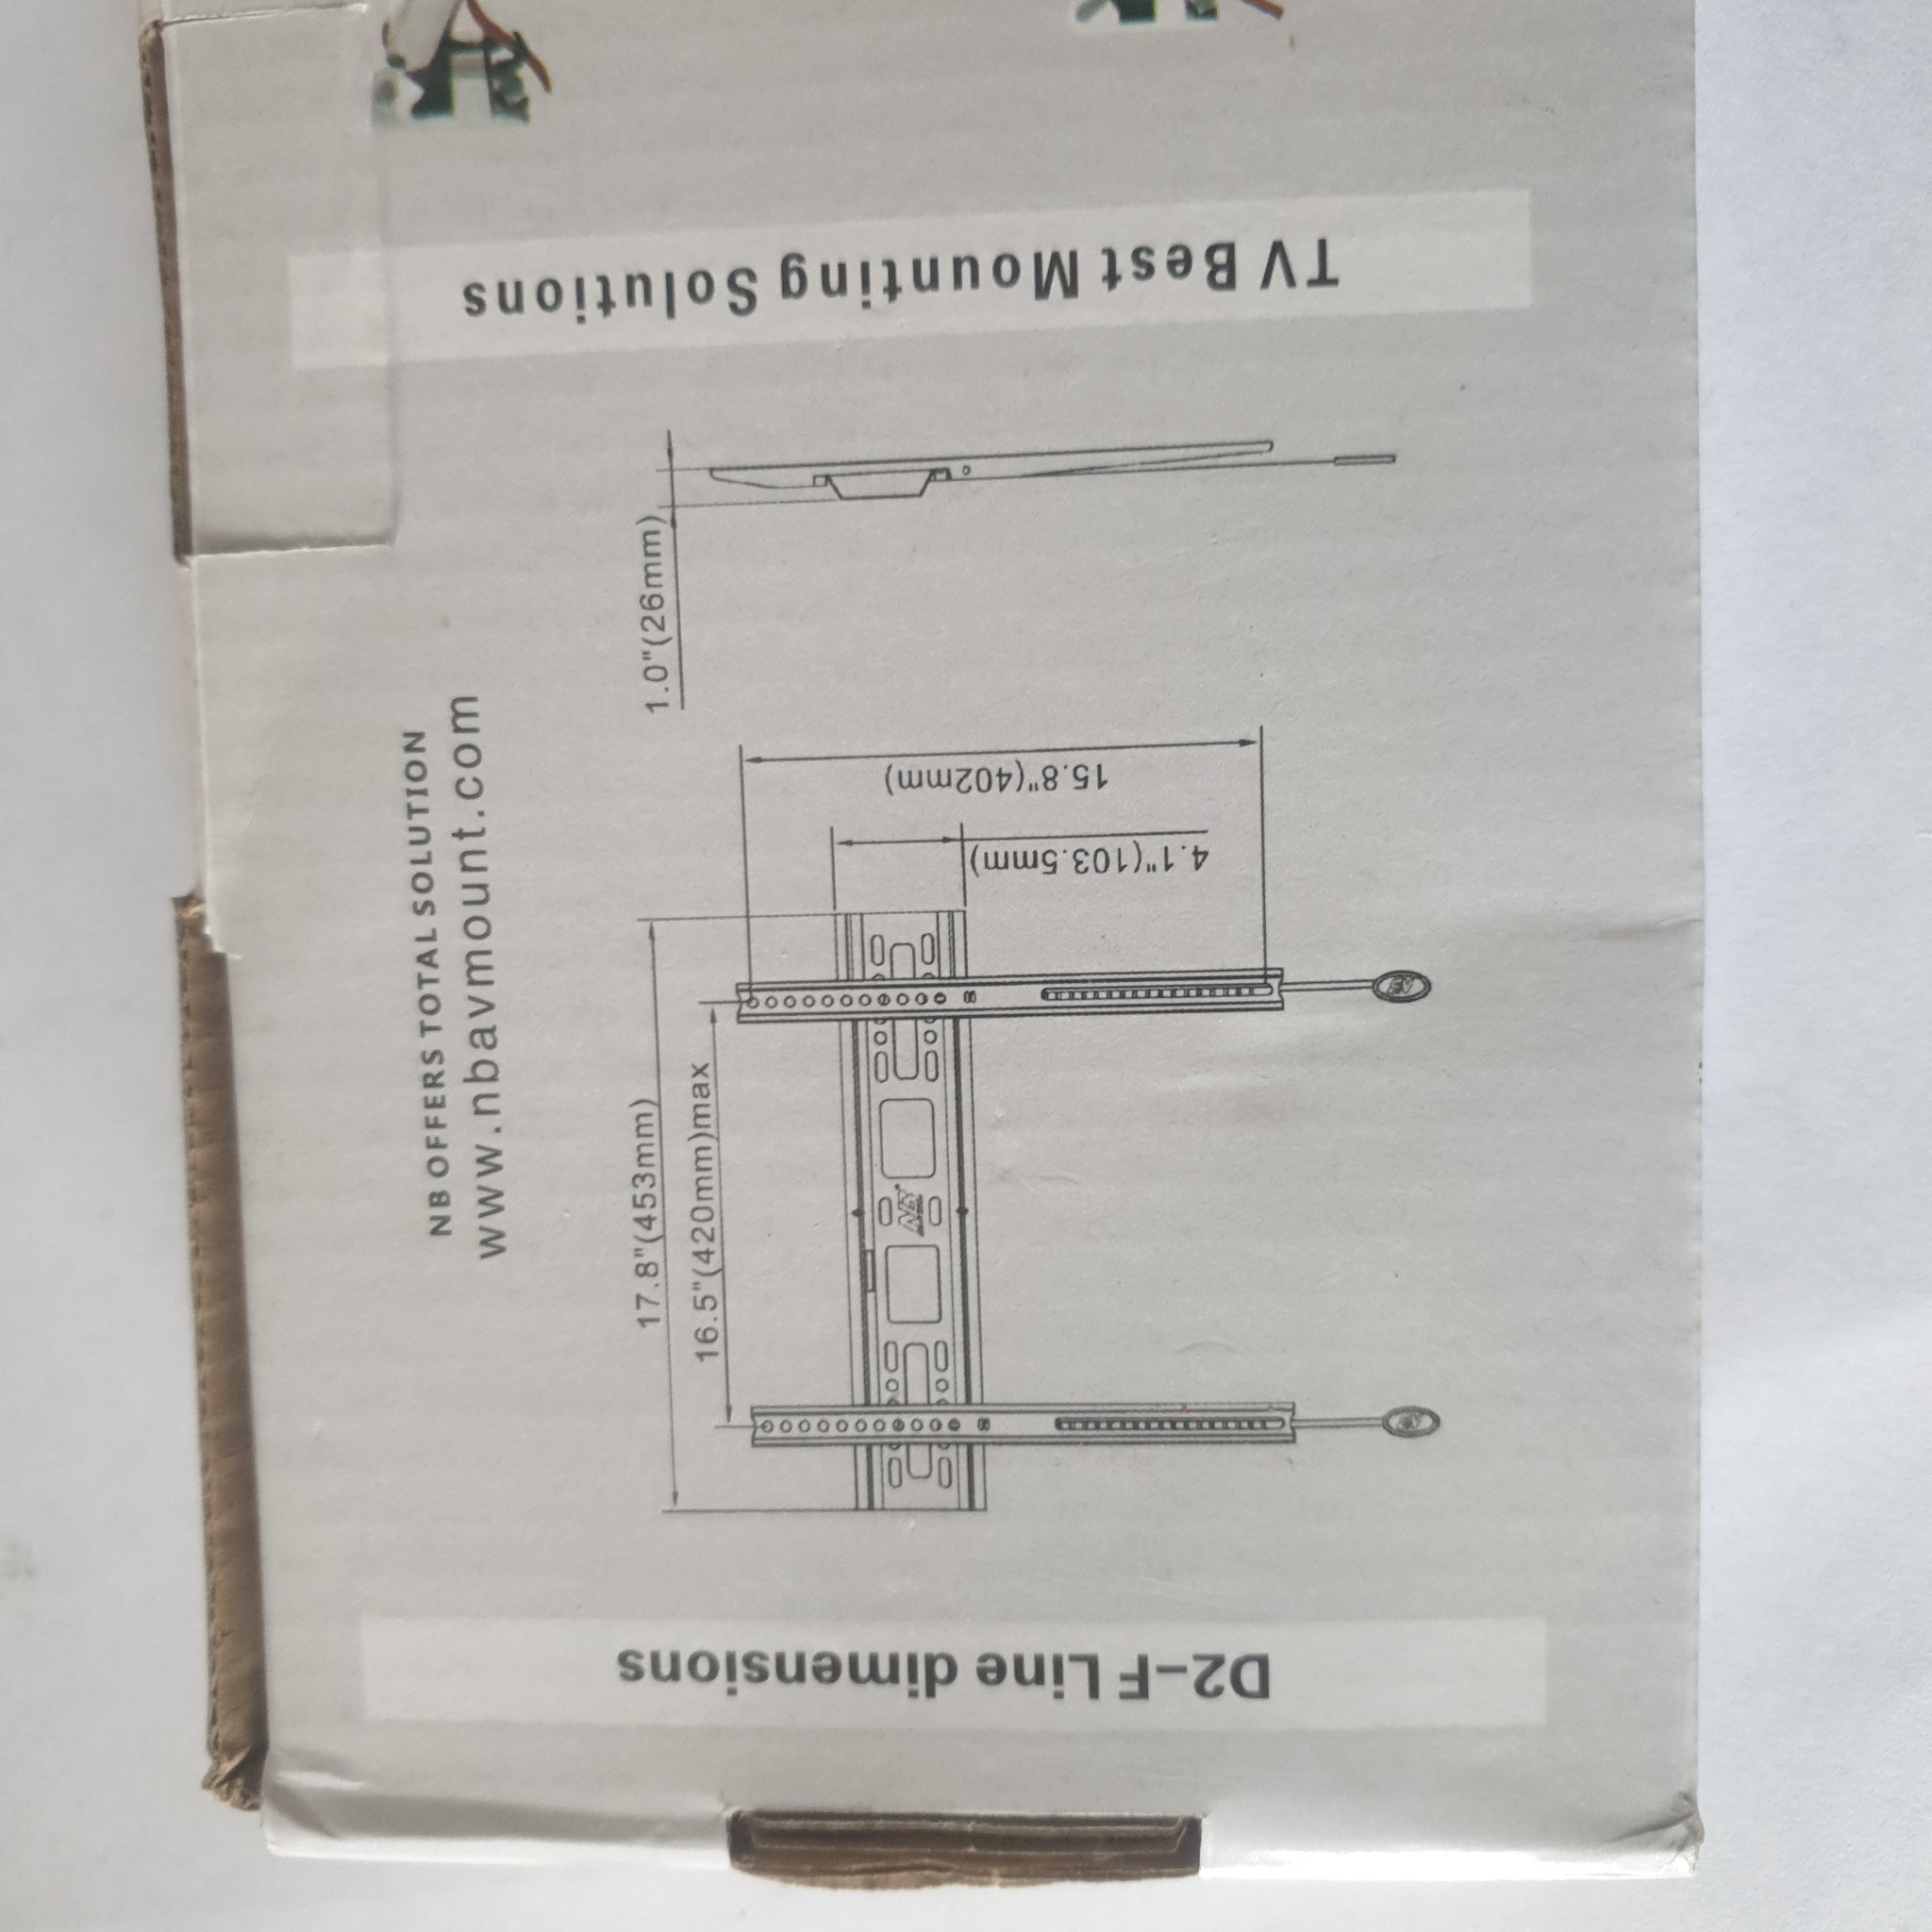 NB OFFERS TOTAL SOLUTION
www.nbavmount.com
D2-F Line dimensions
17.8"(453mm)
16.5"(420mm)max
NB
4.1"(103.5mm)
15.8"(402mm)
1.0"(26mm)
TV Best Mounting Solutions